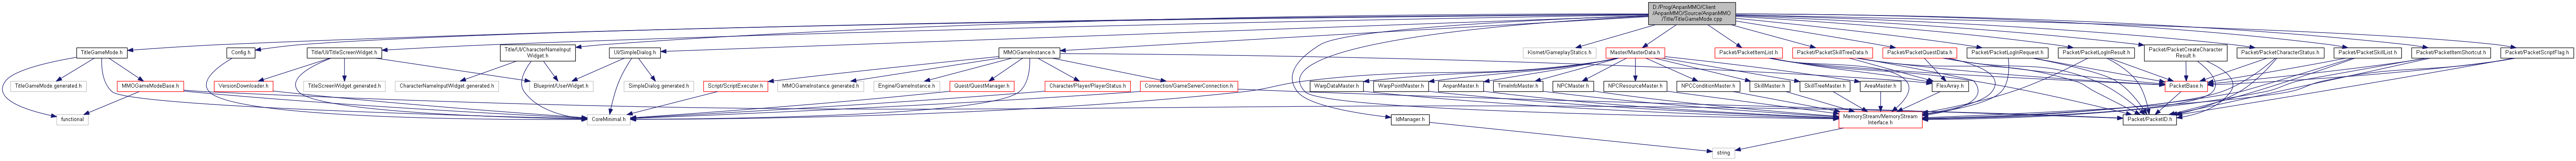 D:/Prog/AnpanMMO/Client
/AnpanMMO/Source/AnpanMMO
/Title/TitleGameMode.cpp
TitleGameMode.h
Config.h
Title/UI/TitleScreenWidget.h
Title/UI/CharacterNameInput
Widget.h
UI/SimpleDialog.h
MMOGameInstance.h
Kismet/GameplayStatics.h
Master/MasterData.h
Packet/PacketItemList.h
Packet/PacketSkillTreeData.h
Packet/PacketQuestData.h
Packet/PacketLogInRequest.h
Packet/PacketLogInResult.h
Packet/PacketCreateCharacter
Result.h
Packet/PacketCharacterStatus.h
Packet/PacketSkillList.h
Packet/PacketItemShortcut.h
Packet/PacketScriptFlag.h
TitleGameMode.generated.h
MMOGameModeBase.h
VersionDownloader.h
TitleScreenWidget.generated.h
CharacterNameInputWidget.generated.h
Blueprint/UserWidget.h
SimpleDialog.generated.h
Script/ScriptExecuter.h
MMOGameInstance.generated.h
Engine/GameInstance.h
Quest/QuestManager.h
Character/Player/PlayerStatus.h
Connection/GameServerConnection.h
WarpDataMaster.h
WarpPointMaster.h
AnpanMaster.h
TimeInfoMaster.h
NPCMaster.h
NPCResourceMaster.h
NPCConditionMaster.h
SkillMaster.h
SkillTreeMaster.h
AreaMaster.h
FlexArray.h
PacketBase.h
functional
CoreMinimal.h
IdManager.h
MemoryStream/MemoryStream
Interface.h
Packet/PacketID.h
string